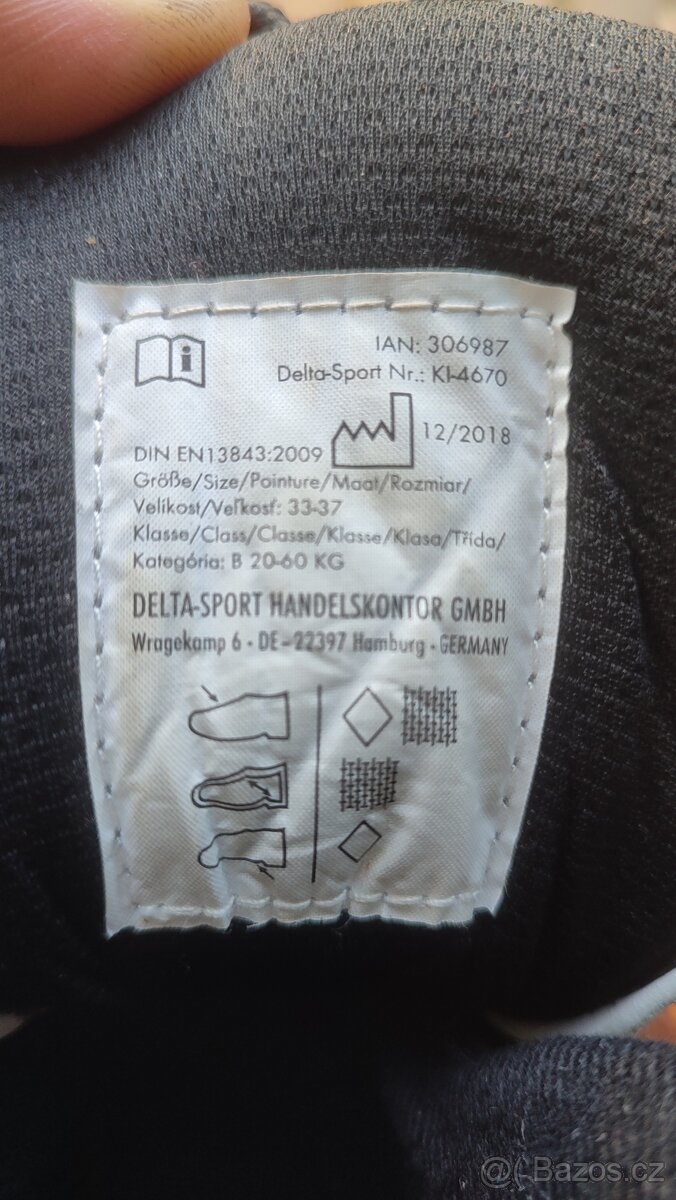 IAN: 306987
Delta-Sport Nr.: KI-4670
12/2018
DIN EN13843:2009
Größe/Size/Pointure/Maat/Rozmiar/
Velikost/Veľkosť: 33-37
Klasse/Class/Classe/Klasse/Klasa/Třída/
Kategória: B 20-60 KG
DELTA-SPORT HANDELSKONTOR GMBH
Wragekamp 6 • DE-22397 Hamburg • GERMANY
Bazos.cz